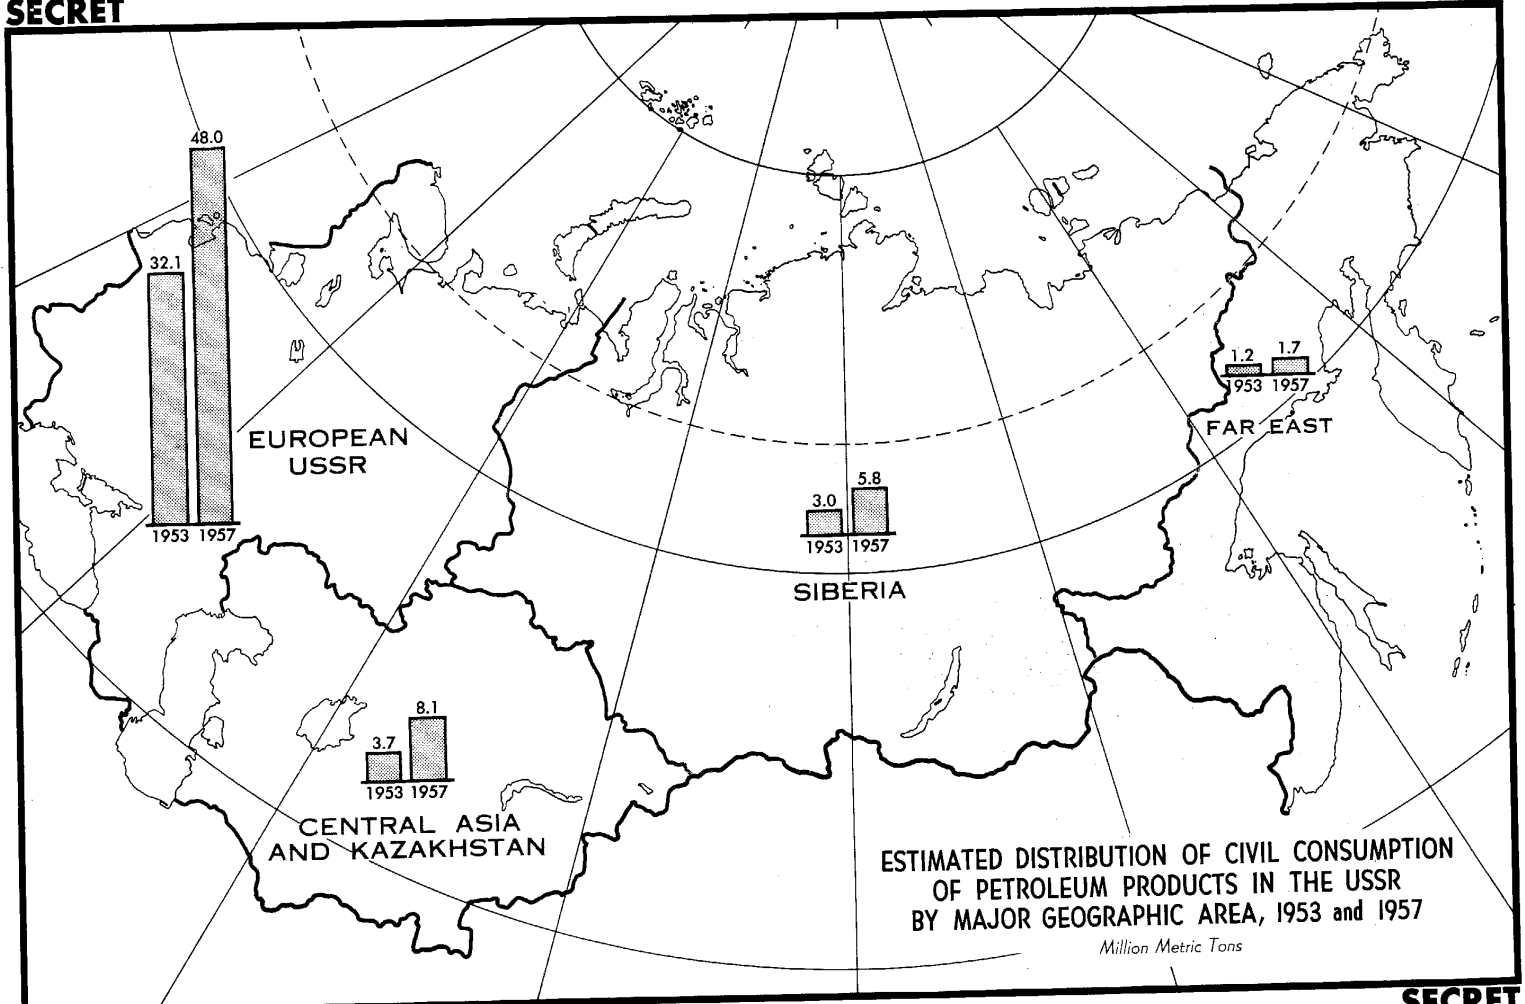 SECRET
48.0
32.1
1953 1957
EUROPEAN
USSR
1.2 1.7
1953 1957
FAR EAST
3.0 5.8
1953 1957
SIBERIA
3.7 8.1
1953 1957
CENTRAL ASIA
AND KAZAKHSTAN
ESTIMATED DISTRIBUTION OF CIVIL CONSUMPTION
OF PETROLEUM PRODUCTS IN THE USSR
BY MAJOR GEOGRAPHIC AREA, 1953 and 1957
Million Metric Tons
SECRET